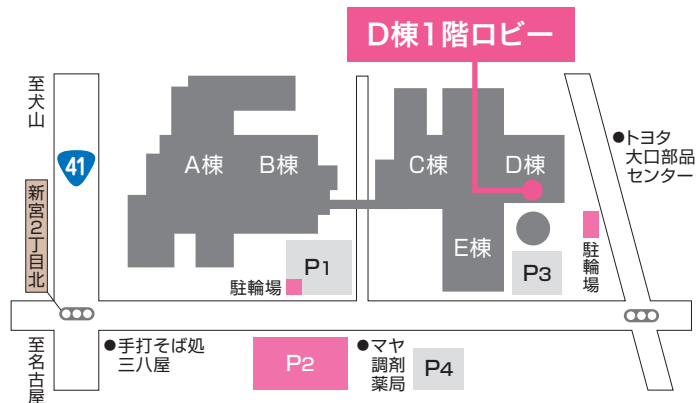 D棟1階ロビー
至犬山
41
新宮2丁目北
至名古屋
A棟
B棟
C棟
D棟
E棟
●トヨタ
大口部品
センター
P1
駐輪場
P3
駐輪場
●手打そば処
三八屋
P2
●マヤ
調剤
薬局
P4